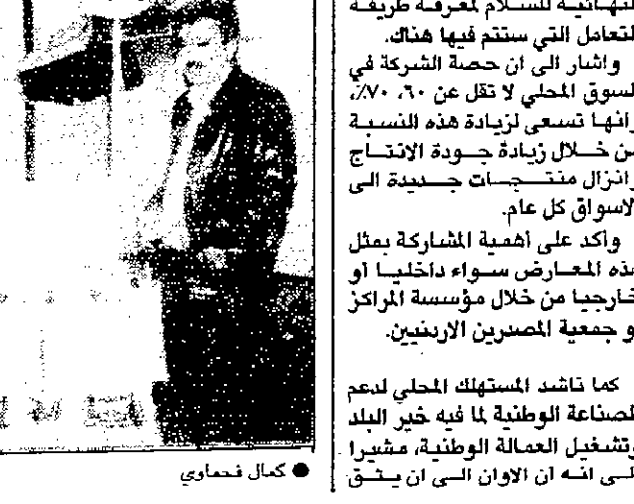 النهائية للسلام لمعرفة طريقة
التعامل التي ستتم فيها هناك.
واشار الى ان حصة الشركة في
السوق المحلي لا تقل عن ٦٠، ٧٠٪،
وانها تسعى لزيادة هذه النسبة
من خلال زيادة جودة الانتاج
وانزال منتجات جديدة الى
الاسواق كل عام.
وأكد على أهمية المشاركة بمثل
هذه المعارض سواء داخليا أو
خارجيا من خلال مؤسسة المراكز
و جمعية المصدرين الاردنيين.
كما ناشد المستهلك المحلي لدعم
الصناعة الوطنية لما فيه خير البلد
وتشغيل العمالة الوطنية، مشيرا
الى انه آن الاوان الى ان يثق
● كمال فحماوي